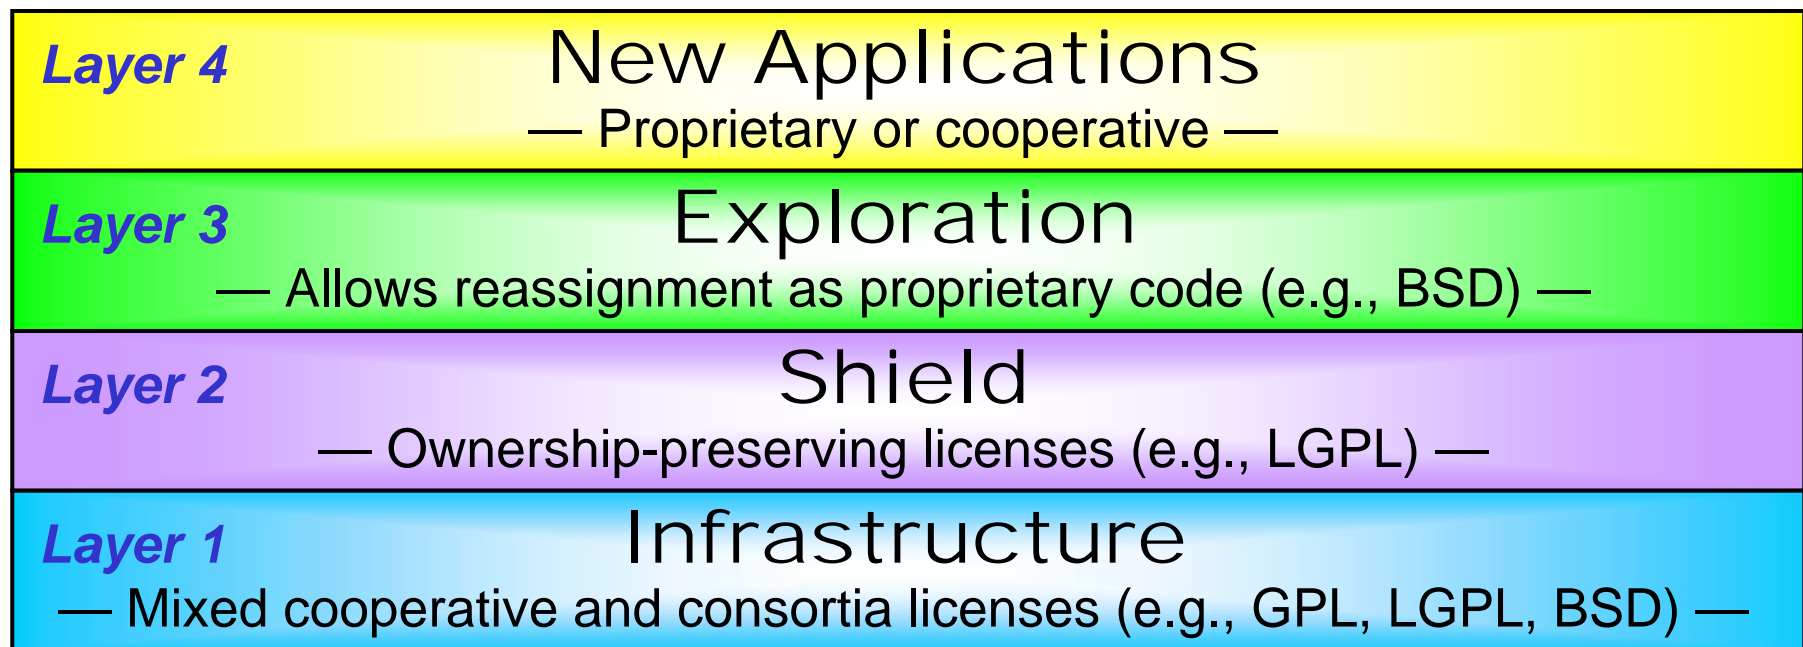 Layer 4
New Applications
— Proprietary or cooperative —
Layer 3
Exploration
— Allows reassignment as proprietary code (e.g., BSD) —
Layer 2
Shield
— Ownership-preserving licenses (e.g., LGPL) —
Layer 1
Infrastructure
— Mixed cooperative and consortia licenses (e.g., GPL, LGPL, BSD) —